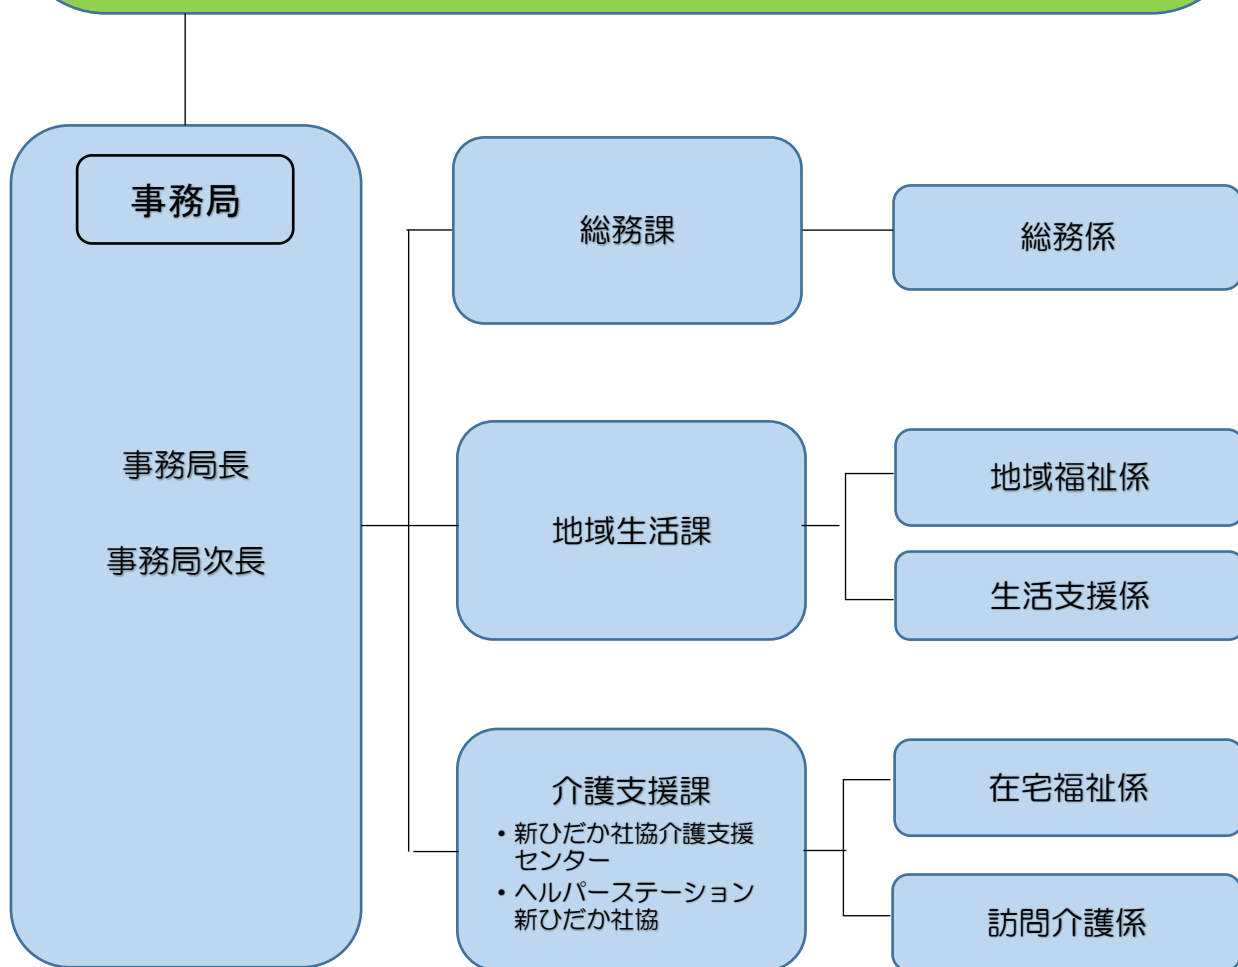 事務局
事務局長
事務局次長
総務課
総務係
地域生活課
地域福祉係
生活支援係
介護支援課
・新ひだか社協介護支援
センター
・ヘルパーステーション
新ひだか社協
在宅福祉係
訪問介護係